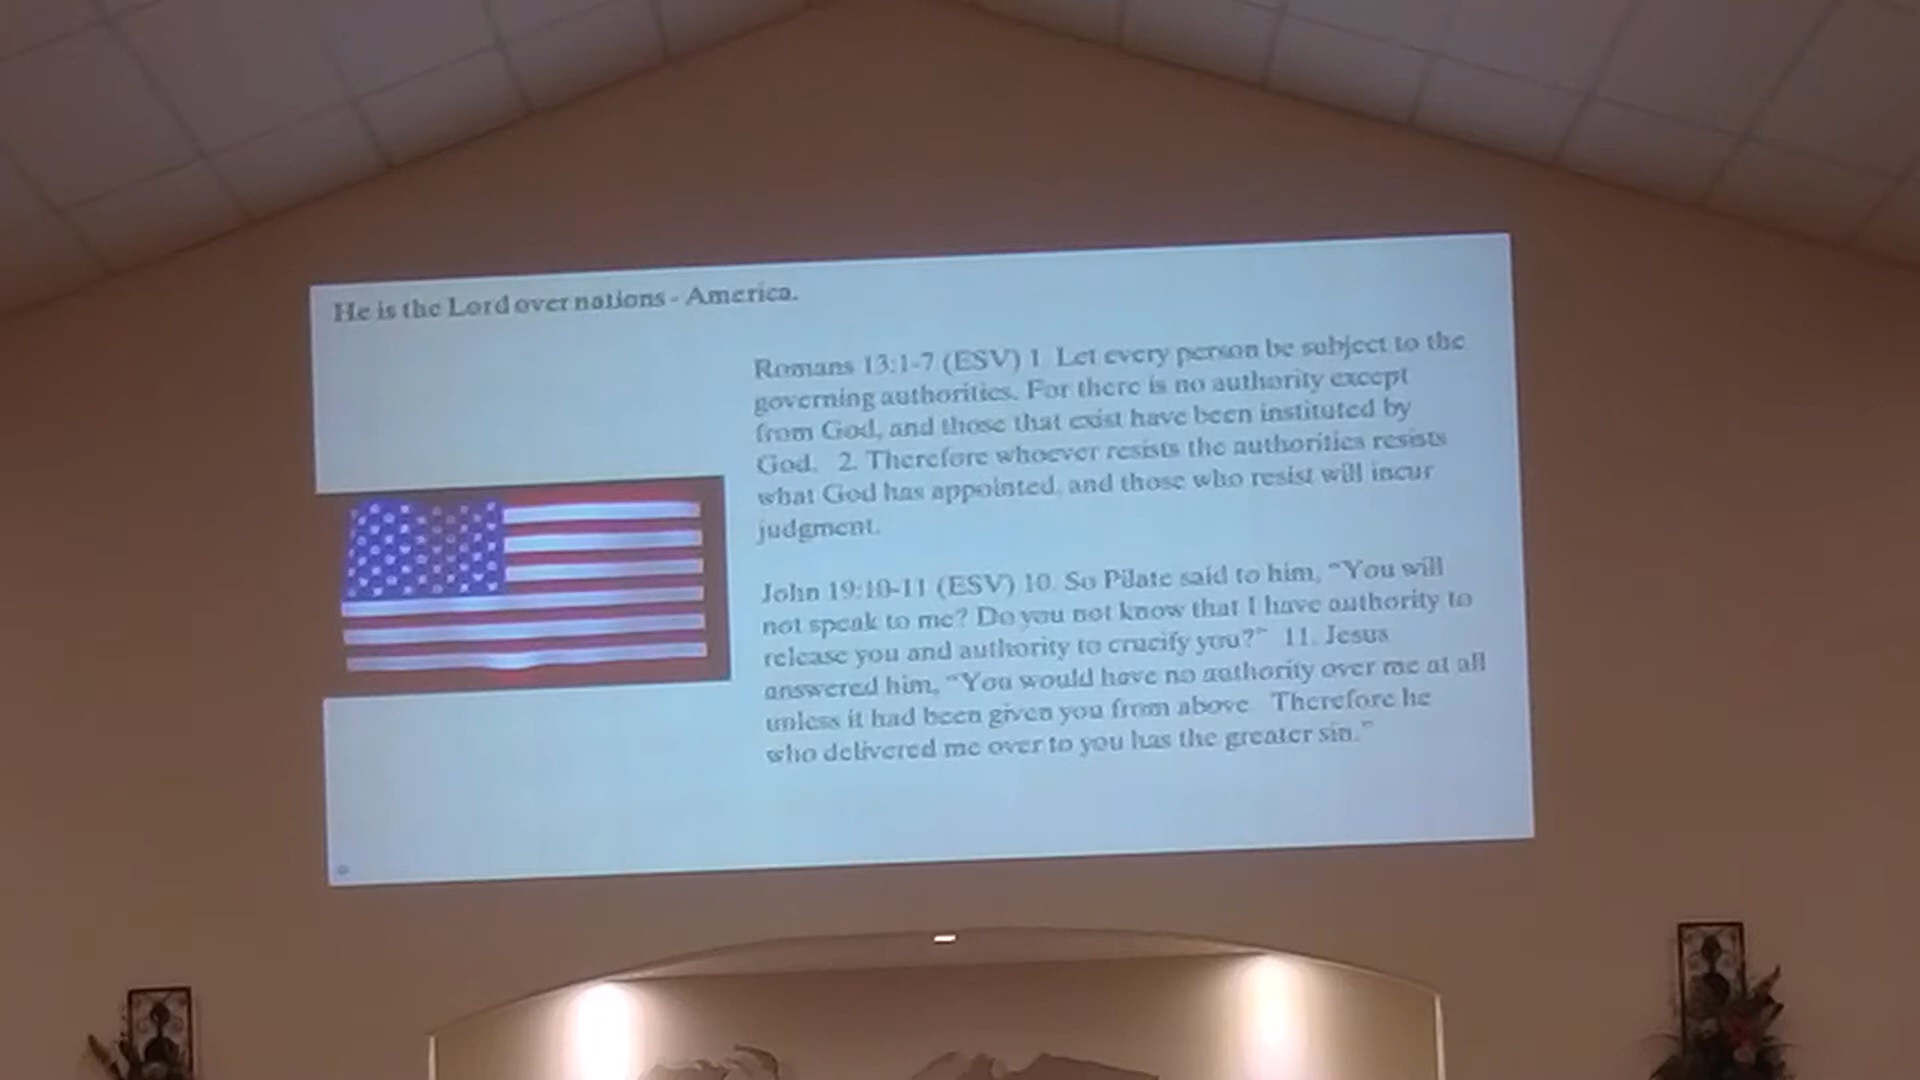 He is the Lord over nations - America.
Romans 13:1-7 (ESV) 1 Let every person be subject to the
governing authorities. For there is no authority except
from God, and those that exist have been instituted by
God. 2. Therefore whoever resists the authorities resists
what God has appointed, and those who resist will incur
judgment.
John 19:10-11 (ESV) 10. So Pilate said to him, “You will
not speak to me? Do you not know that I have authority to
release you and authority to crucify you?” 11. Jesus
answered him, “You would have no authority over me at all
unless it had been given you from above Therefore he
who delivered me over to you has the greater sin.”